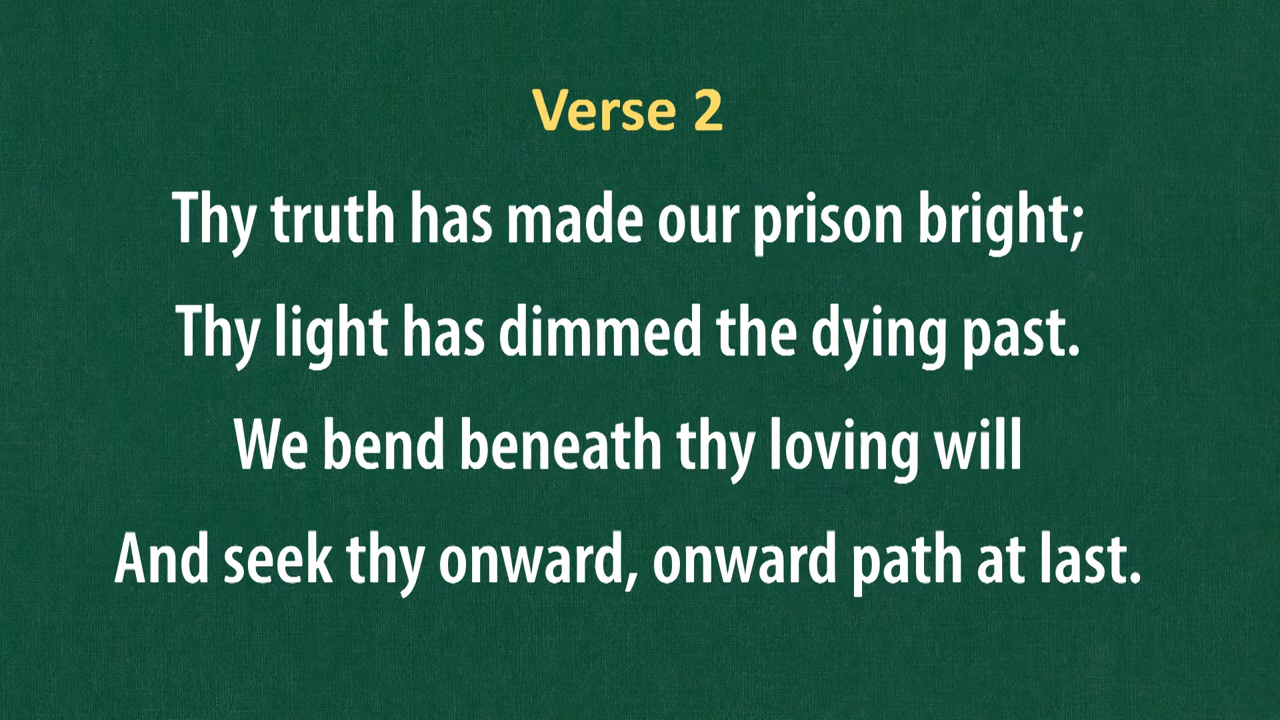 Verse 2
Thy truth has made our prison bright;
Thy light has dimmed the dying past.
We bend beneath thy loving will
And seek thy onward, onward path at last.